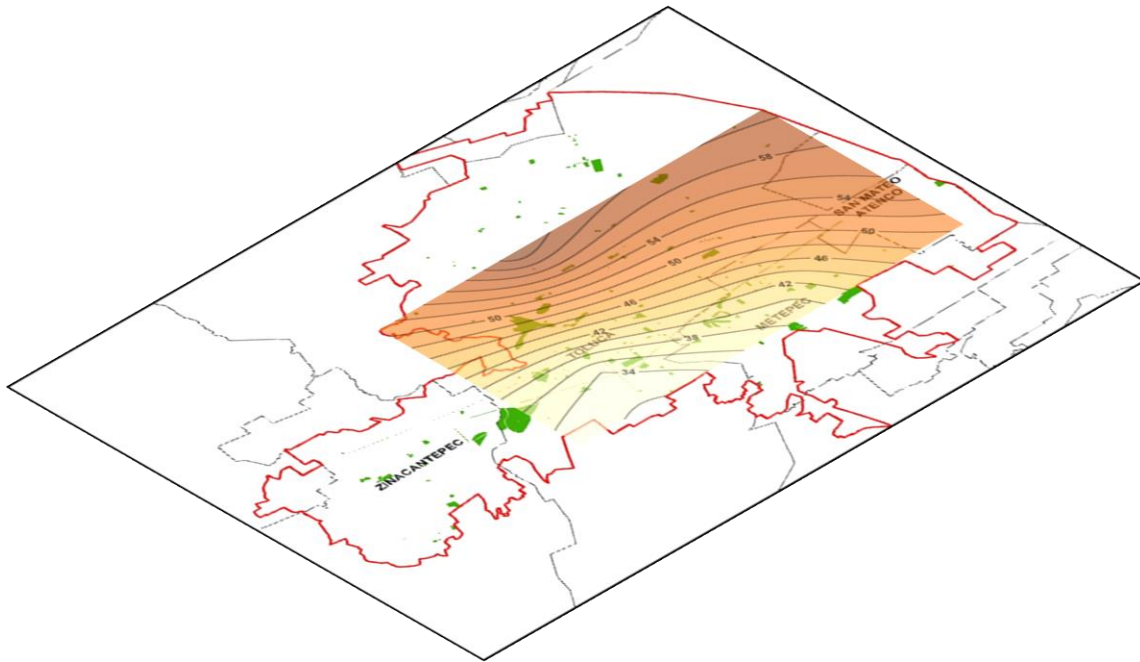 58
54
SAN MATEO
ATENCO
54
50
50
46
46
42
50
METEPEC
42
TOLUCA
38
34
ZINACANTEPEC